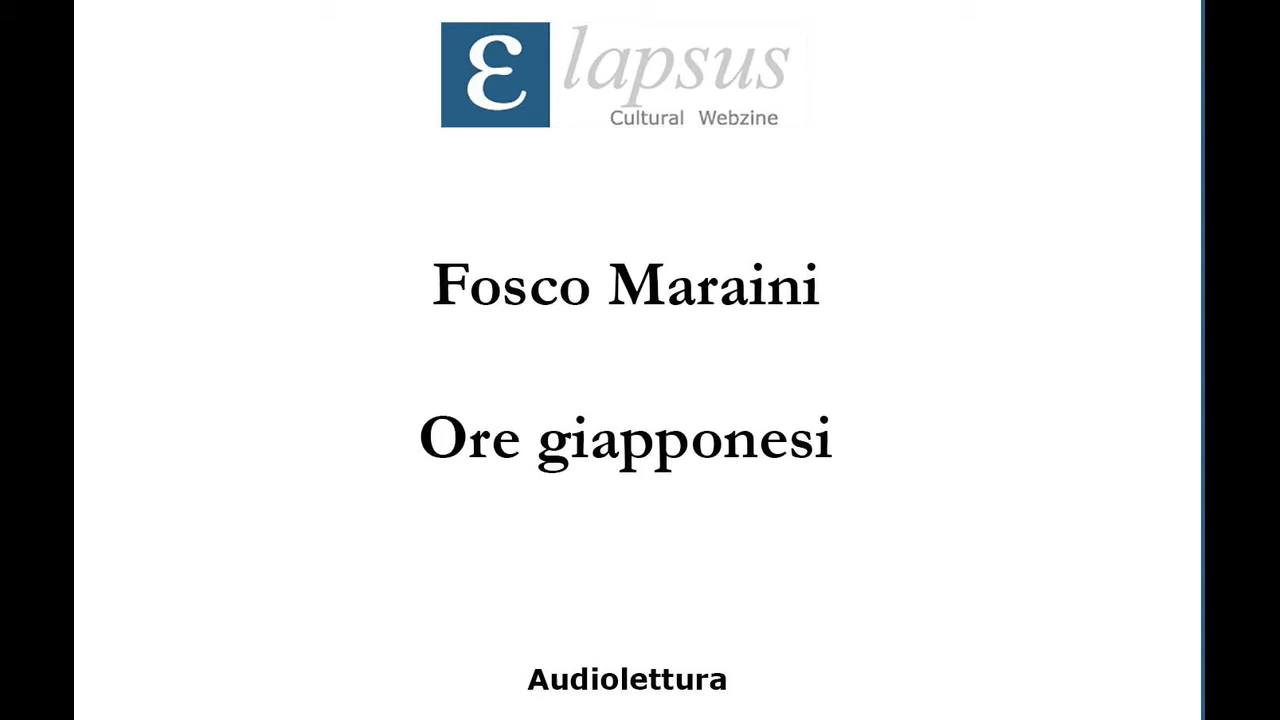 ε lapsus
Cultural Webzine
Fosco Maraini
Ore giapponesi
Audiolettura